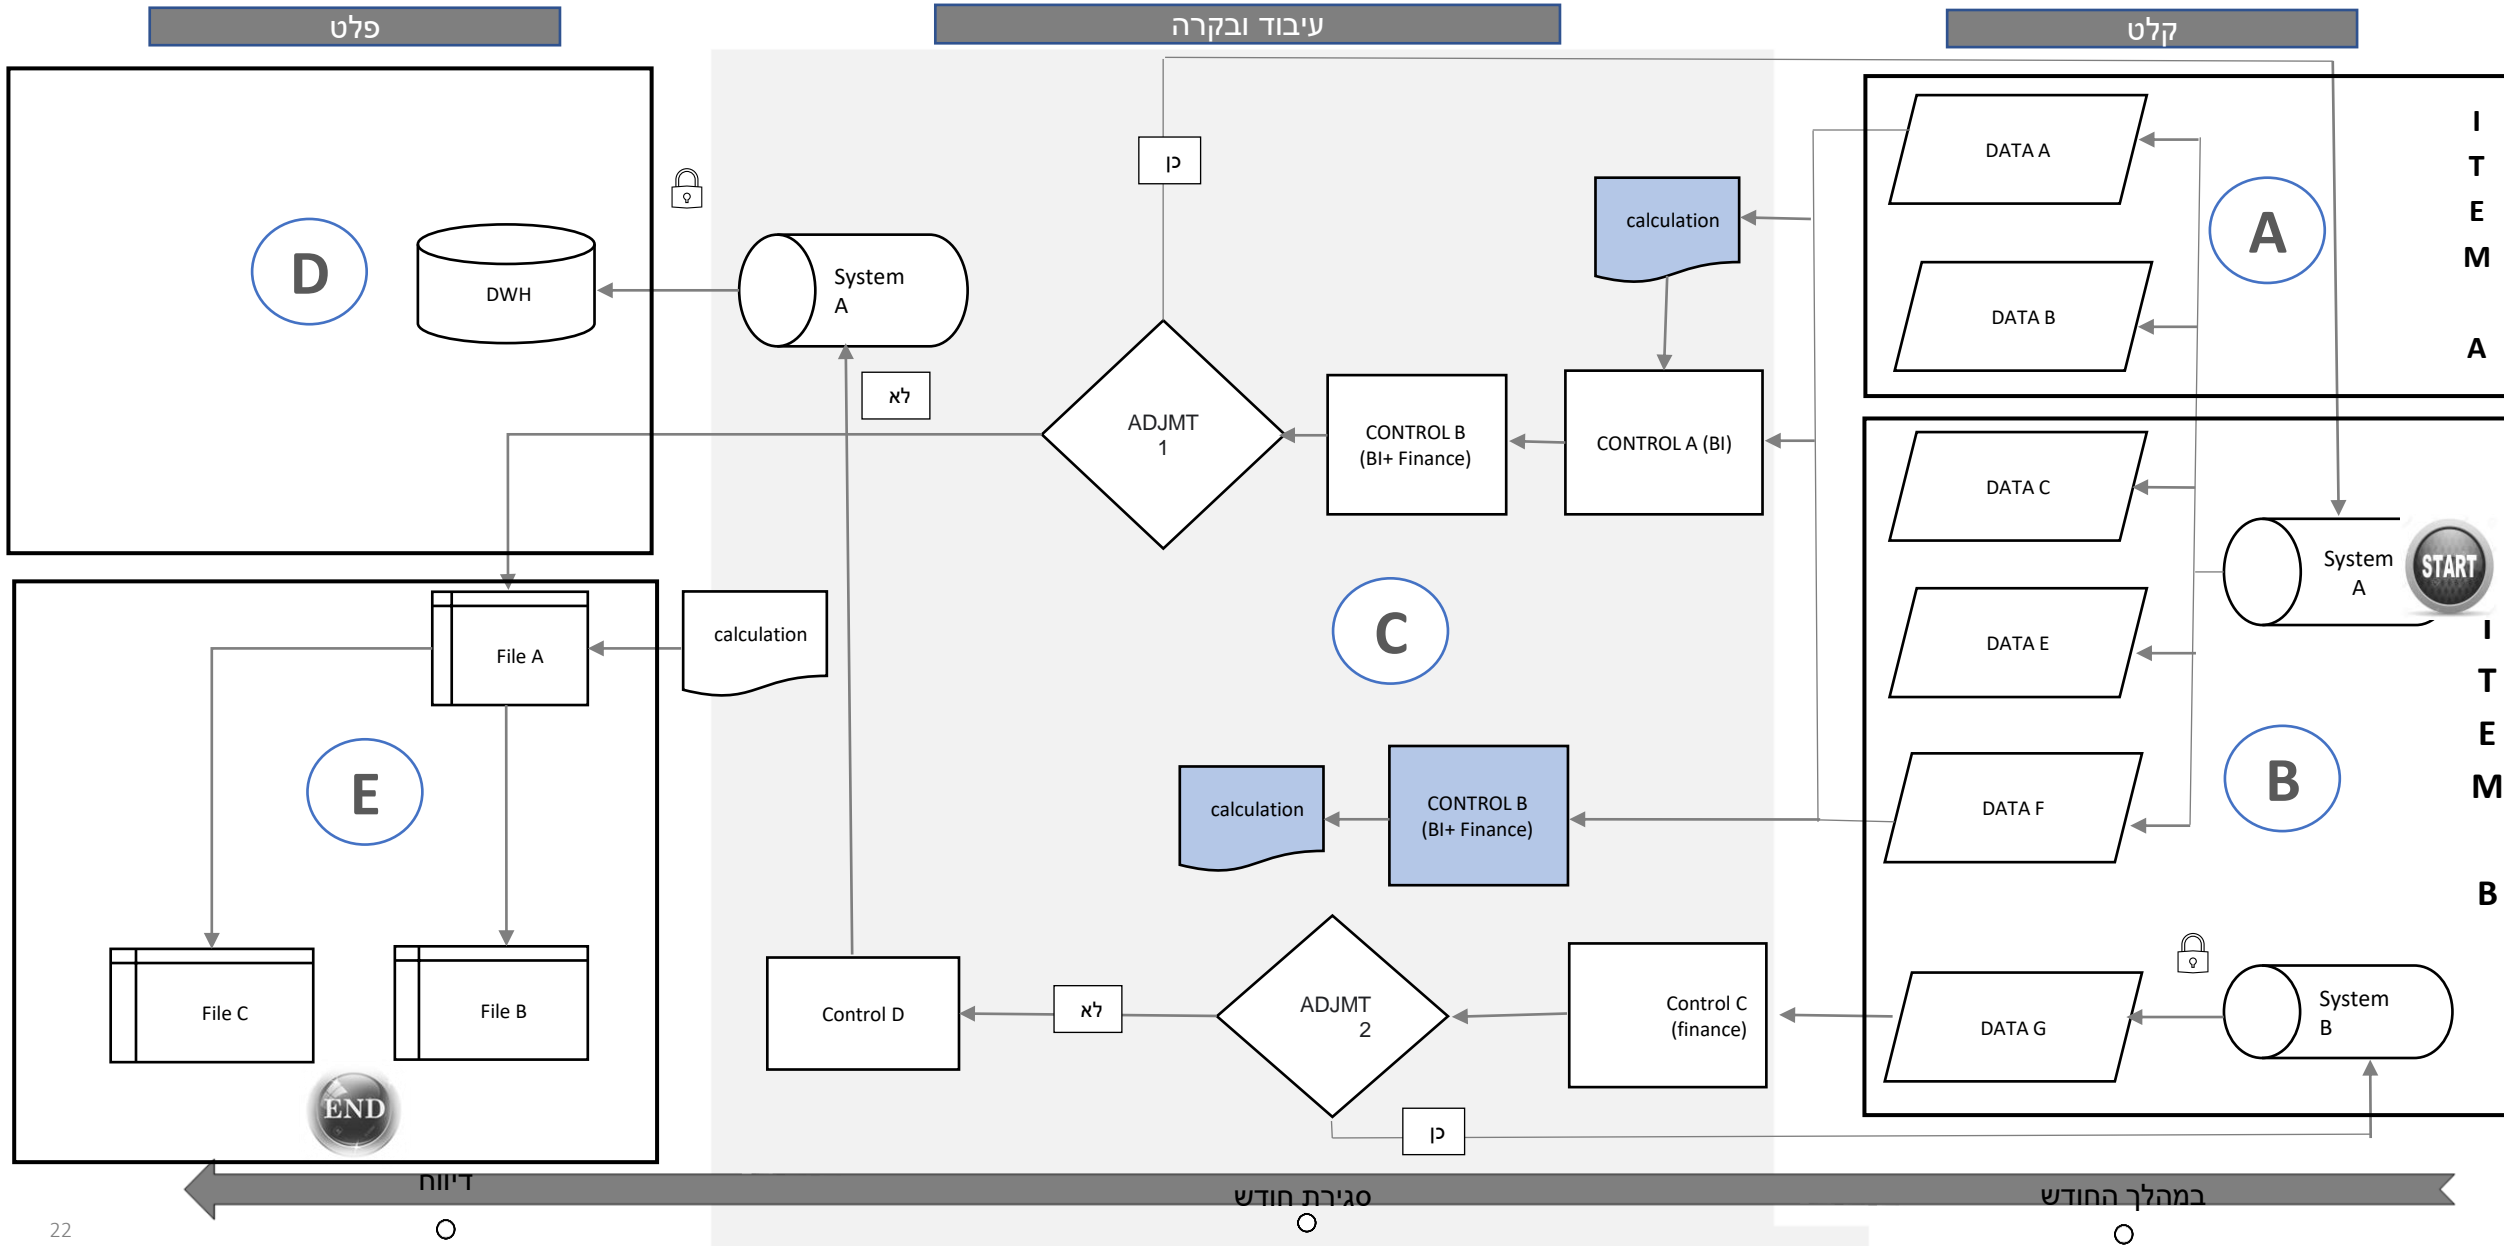 קלט
עיבוד ובקרה
פלט
I
T
E
M
A
DATA A
A
DATA B
כן
calculation
System
A
DWH
D
לא
ADJMT
1
CONTROL B
(BI+ Finance)
CONTROL A (BI)
DATA C
System
A
START
DATA E
I
T
E
M
B
DATA F
B
C
calculation
File A
E
calculation
CONTROL B
(BI+ Finance)
System
B
DATA G
Control C
(finance)
ADJMT
2
לא
Control D
כן
File B
File C
END
במהלך החודש
סגירת חודש
דיווח
22